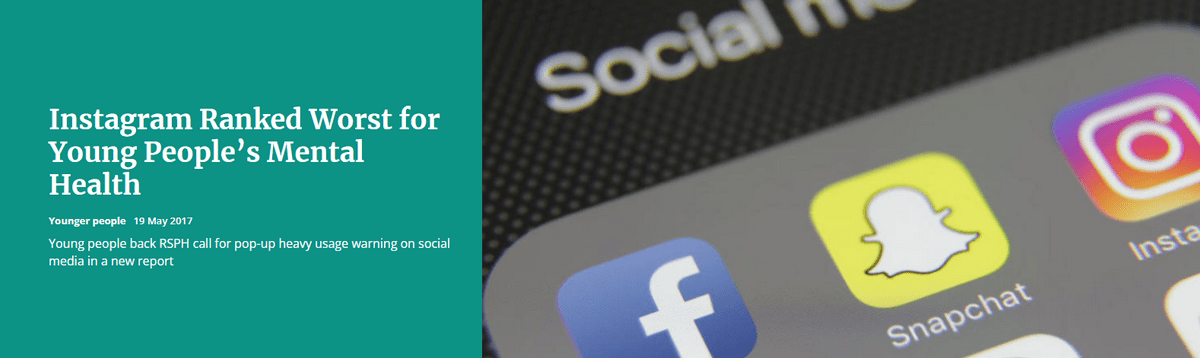 Instagram Ranked Worst for
Young People’s Mental
Health
Younger people 19 May 2017
Young people back RSPH call for pop-up heavy usage warning on social
media in a new report
Social me
Snapchat
Insta